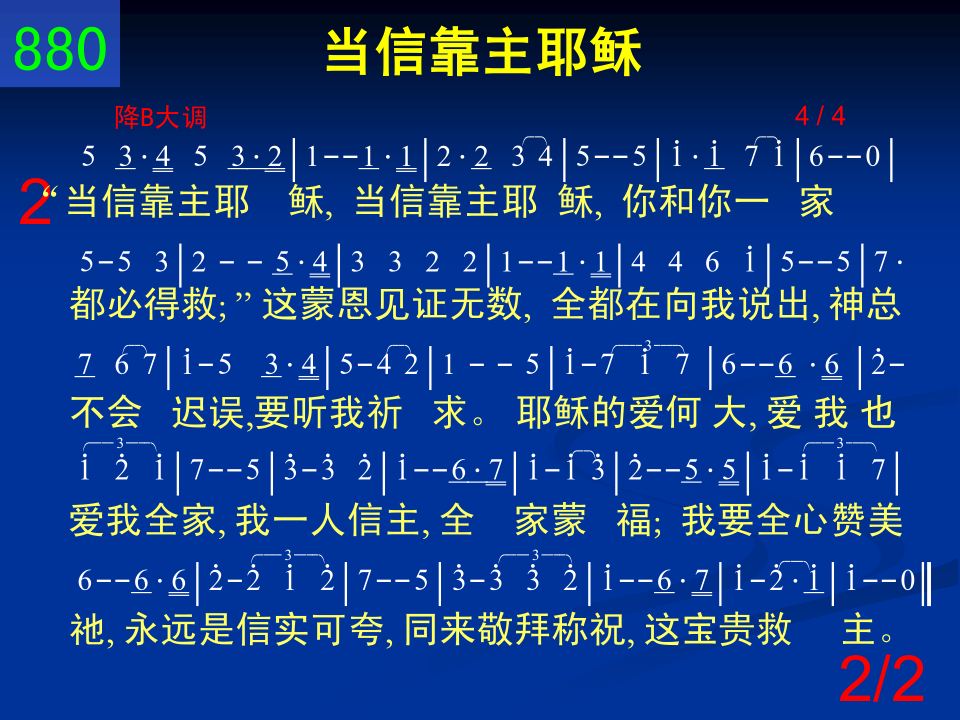 880
当信靠主耶稣
降B大调 4 / 4
5 3·4 5 3·2|1--1·1|2·2 3 4|5--5|i·i 7 i|6--0|
2 “当信靠主耶 稣, 当信靠主耶 稣, 你和你一 家
5-5 3|2 - - 5·4|3 3 2 2|1--1·1|4 4 6 i|5--5|7·
都必得救; ” 这蒙恩见证无数, 全都在向我说出, 神总
7 6 7|i-5 3·4|5-4 2|1 - - 5|i-7 i 7|6--6·6|2̇-
不会 迟误,要听我祈 求。 耶稣的爱何 大, 爱 我 也
i 2̇ i|7--5|3̇-3̇ 2̇|i--6·7|i-i 3̇|2̇--5·5|i-i i 7|
爱我全家, 我一人信主, 全 家蒙 福; 我要全心赞美
6--6·6|2̇-2̇ i 2̇|7--5|3̇-3̇ 3̇ 2̇|i--6·7|i-2̇·i|i--0‖
祂, 永远是信实可夸, 同来敬拜称祝, 这宝贵救 主。
2/2